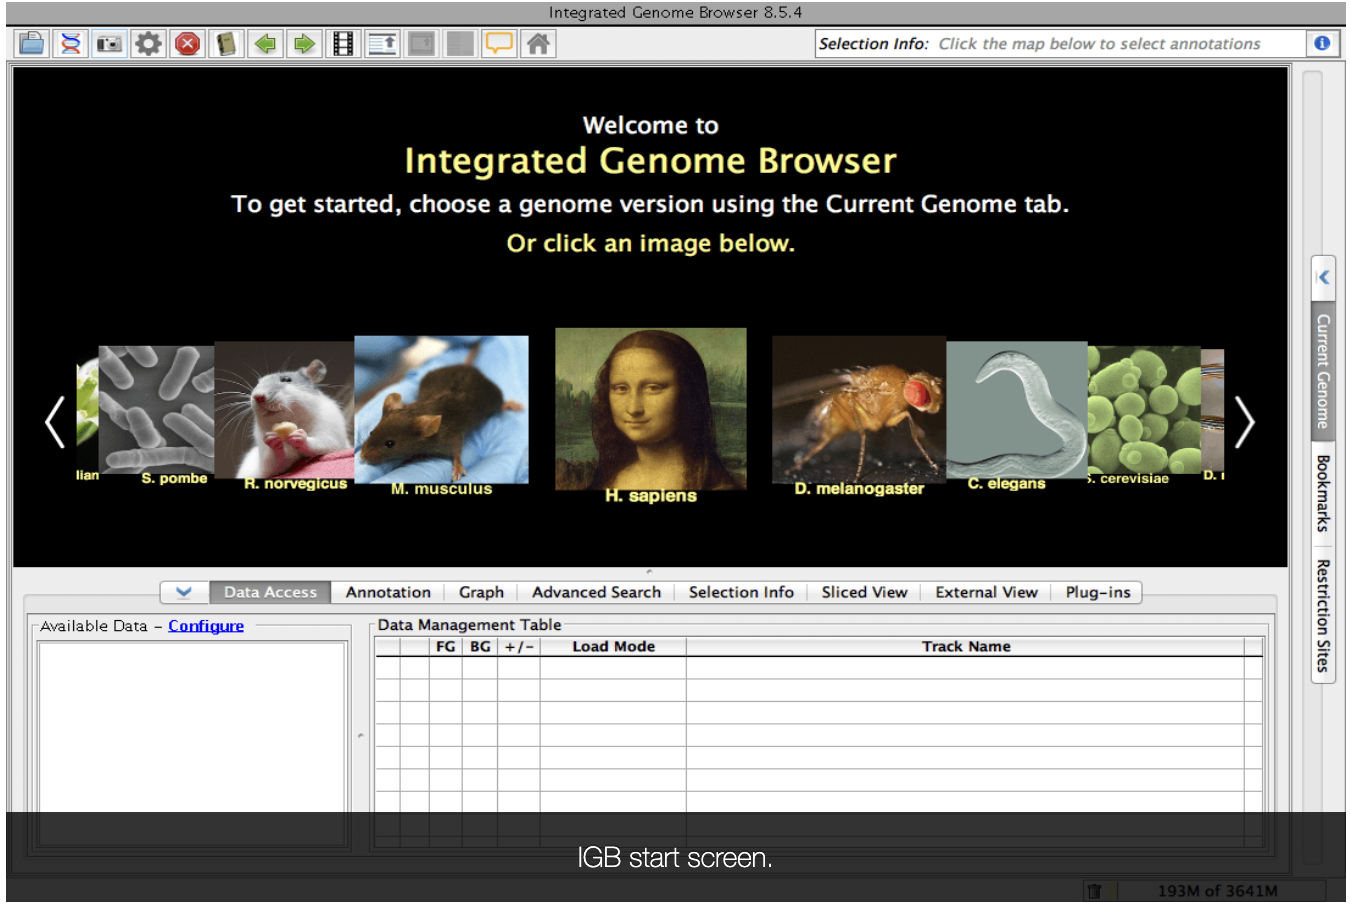 Integrated Genome Browser 8.5.4
Selection Info: Click the map below to select annotations
Welcome to
Integrated Genome Browser
To get started, choose a genome version using the Current Genome tab.
Or click an image below.
lian
S. pombe
R. norvegicus
M. musculus
H. sapiens
D. melanogaster
C. elegans
S. cerevisiae
D. r
Current Genome
Bookmarks
Restriction Sites
Data Access
Annotation
Graph
Advanced Search
Selection Info
Sliced View
External View
Plug-ins
Available Data – Configure
Data Management Table
FG BG +/- Load Mode Track Name
IGB start screen.
193M of 3641M